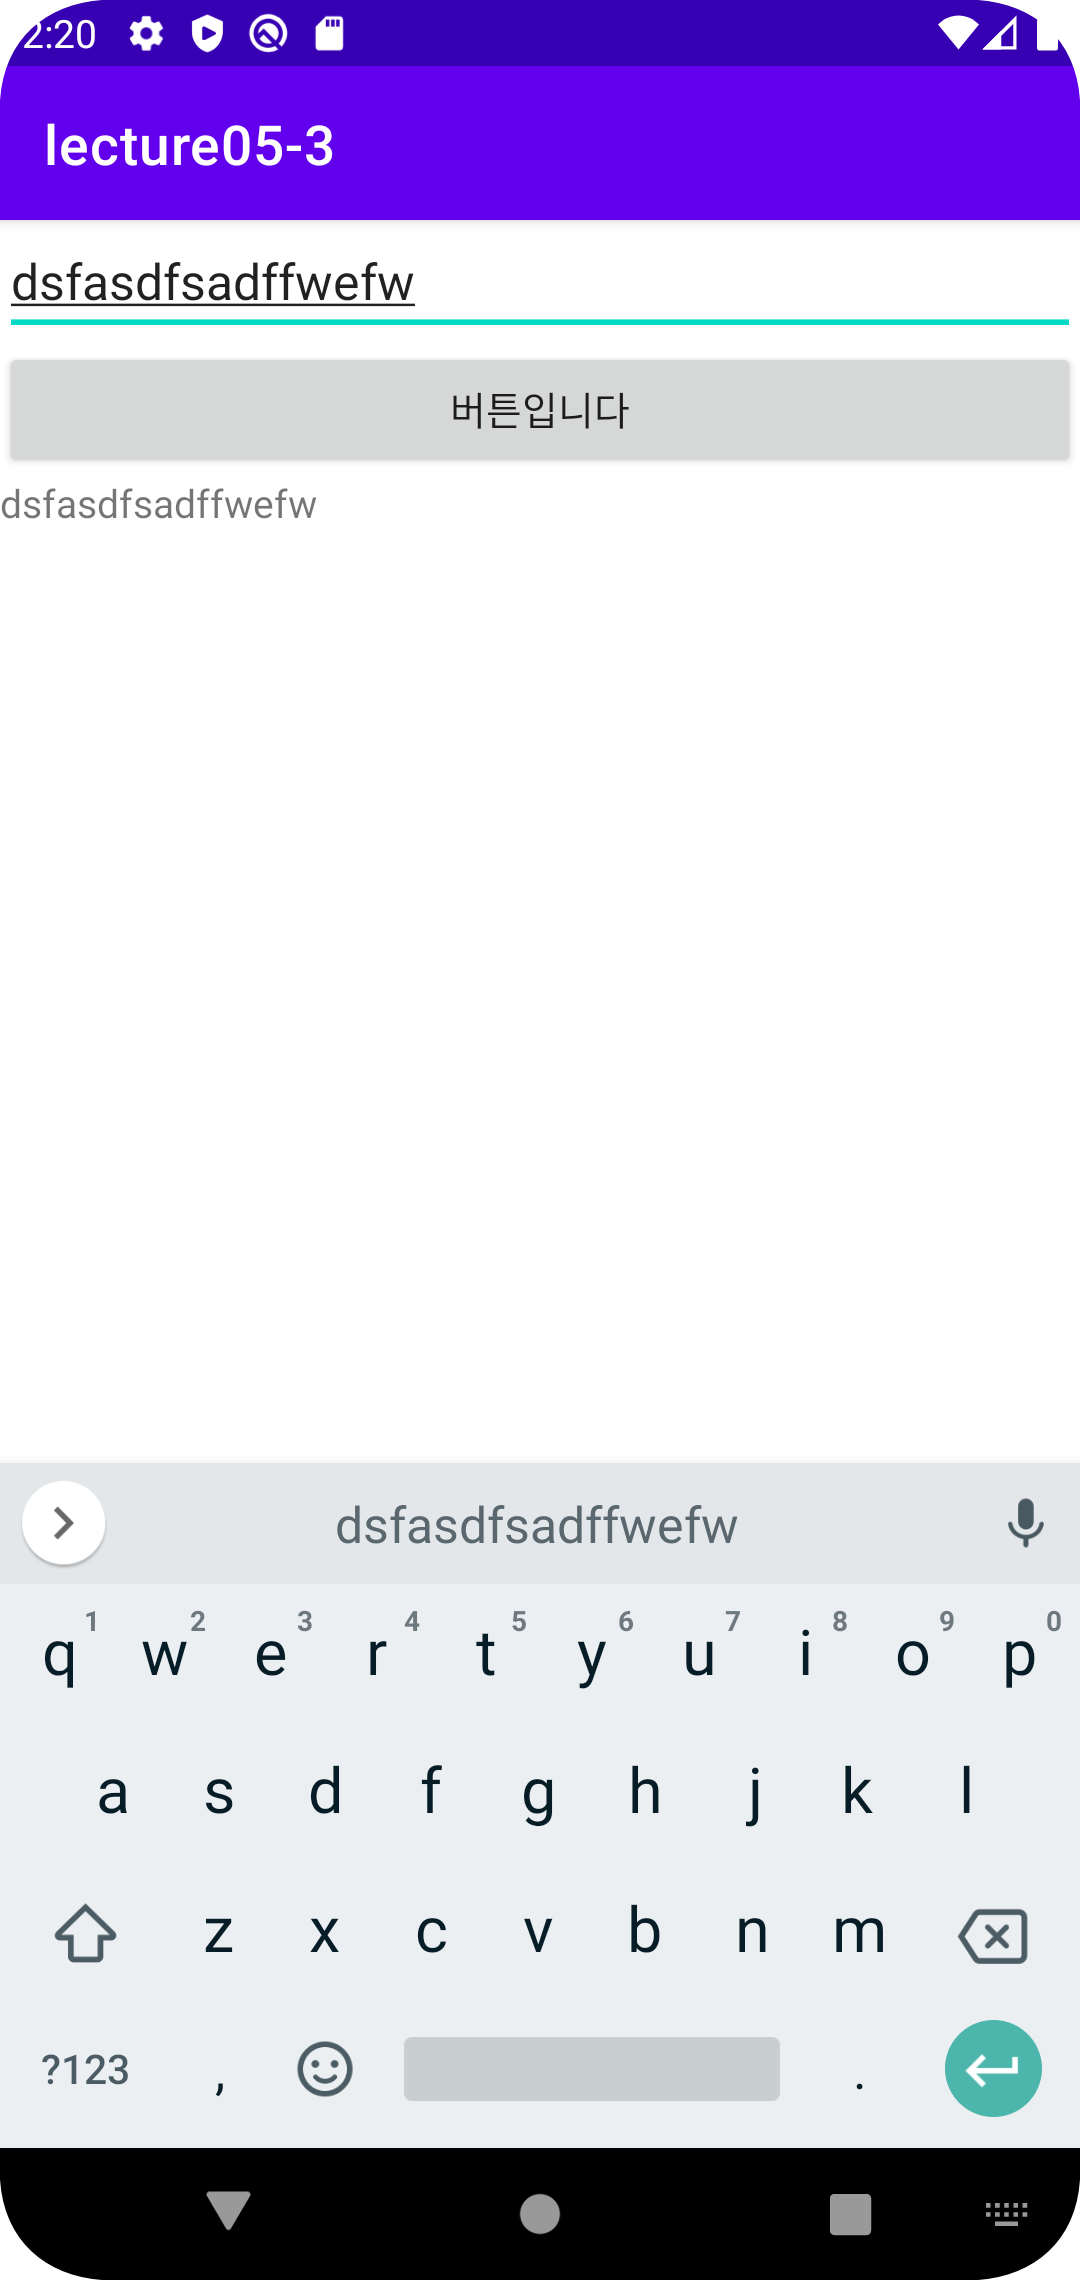 2:20
lecture05-3
dsfasdfsadffwefw
버튼입니다
dsfasdfsadffwefw
dsfasdfsadffwefw
1 2 3 4 5 6 7 8 9 0
q w e r t y u i o p
a s d f g h j k l
z x c v b n m
?123 , .